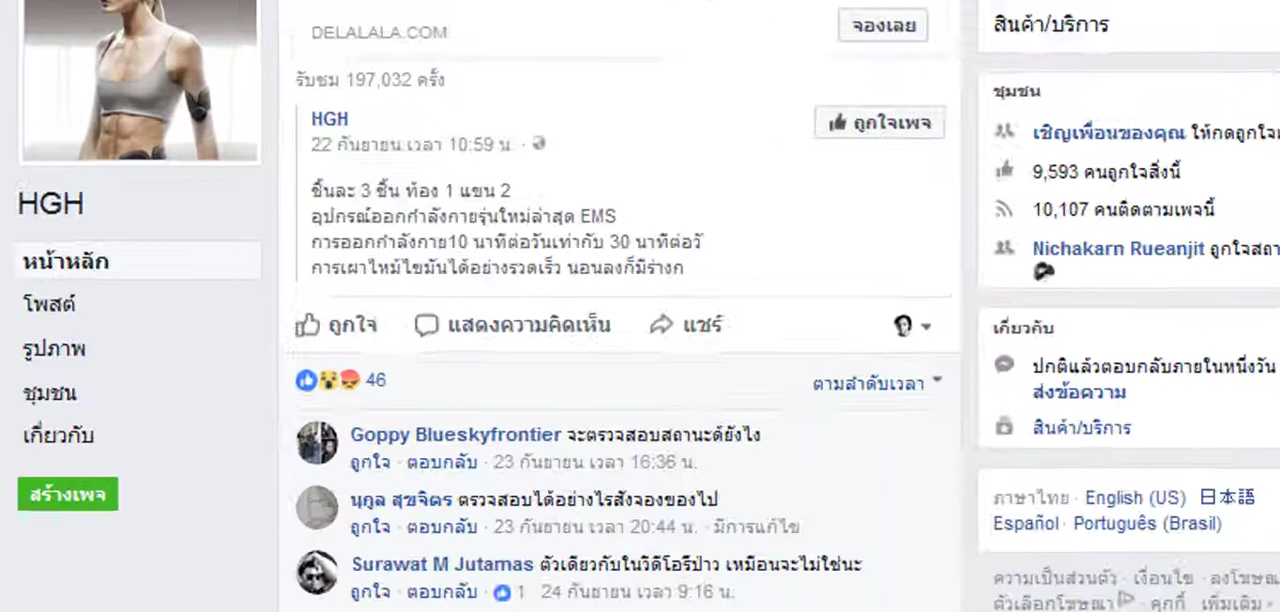 HGH
หน้าหลัก
โพสต์
รูปภาพ
ชุมชน
เกี่ยวกับ
สร้างเพจ
DELALALA.COM
จองเลย
รับชม 197,032 ครั้ง
HGH
ถูกใจเพจ
22 กันยายน เวลา 10:59 น. ·
ชิ้นละ 3 ชิ้น ท้อง 1 แขน 2
อุปกรณ์ออกกำลังกายรุ่นใหม่ล่าสุด EMS
การออกกำลังกาย10 นาทีต่อวันเท่ากับ 30 นาทีต่อวั
การเผาไหม้ไขมันได้อย่างรวดเร็ว นอนลงก็มีร่างก
ถูกใจ แสดงความคิดเห็น แชร์
46 ตามลำดับเวลา
Goppy Blueskyfrontier จะตรวจสอบสถานะด้ยังไง
ถูกใจ · ตอบกลับ · 23 กันยายน เวลา 16:36 น.
นุกูล สุขจิตร ตรวจสอบได้อย่างไรสั่งจองของไป
ถูกใจ · ตอบกลับ · 23 กันยายน เวลา 20:44 น. · มีการแก้ไข
Surawat M Jutamas ตัวเดียวกับในวิดีโอรึป่าว เหมือนจะไม่ใช่นะ
ถูกใจ · ตอบกลับ · 1 · 24 กันยายน เวลา 9:16 น.
สินค้า/บริการ
ชุมชน
เชิญเพื่อนของคุณ ให้กดถูกใจเ
9,593 คนถูกใจสิ่งนี้
10,107 คนติดตามเพจนี้
Nichakarn Rueanjit ถูกใจสถา
เกี่ยวกับ
ปกติแล้วตอบกลับภายในหนึ่งวัน
ส่งข้อความ
สินค้า/บริการ
ภาษาไทย · English (US) 日本語
Español · Português (Brasil)
ความเป็นส่วนตัว · เงื่อนไข · ลงโฆษณ
ตัวเลือกโฆษณา · คุกกี้ · เพิ่มเติม